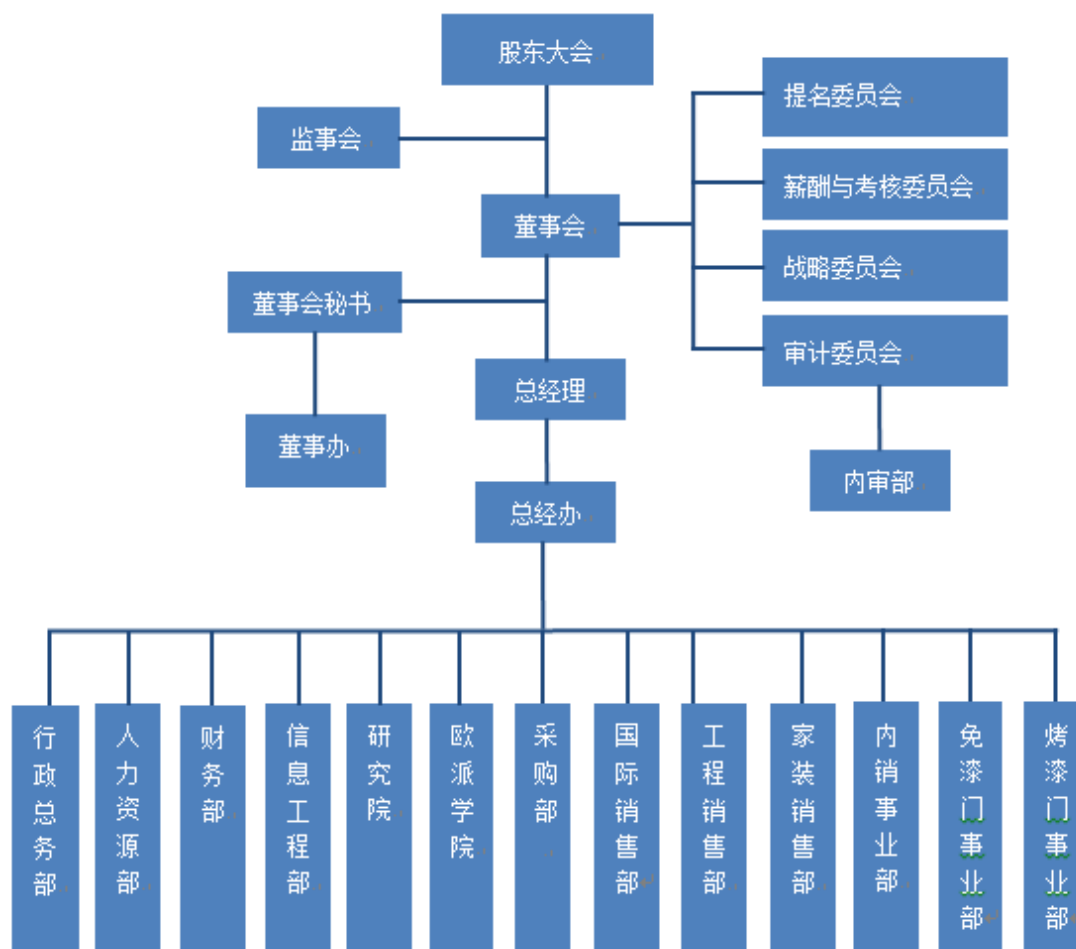 股东大会
提名委员会
监事会
薪酬与考核委员会
董事会
战略委员会
董事会秘书
审计委员会
总经理
董事办
内审部
总经办
行政总务部
人力资源部
财务部
信息工程部
研究院
欧派学院
采购部
国际销售部
工程销售部
家装销售部
内销事业部
免漆门事业部
烤漆门事业部